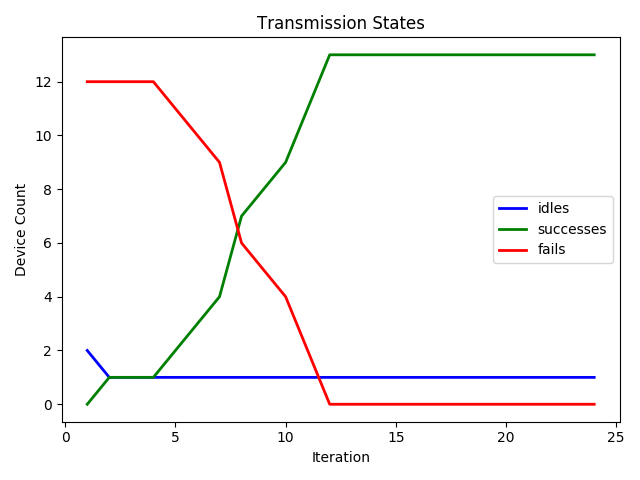 Transmission States
Device Count
12
10
8
6
4
2
0
idles
successes
fails
0 5 10 15 20 25
Iteration